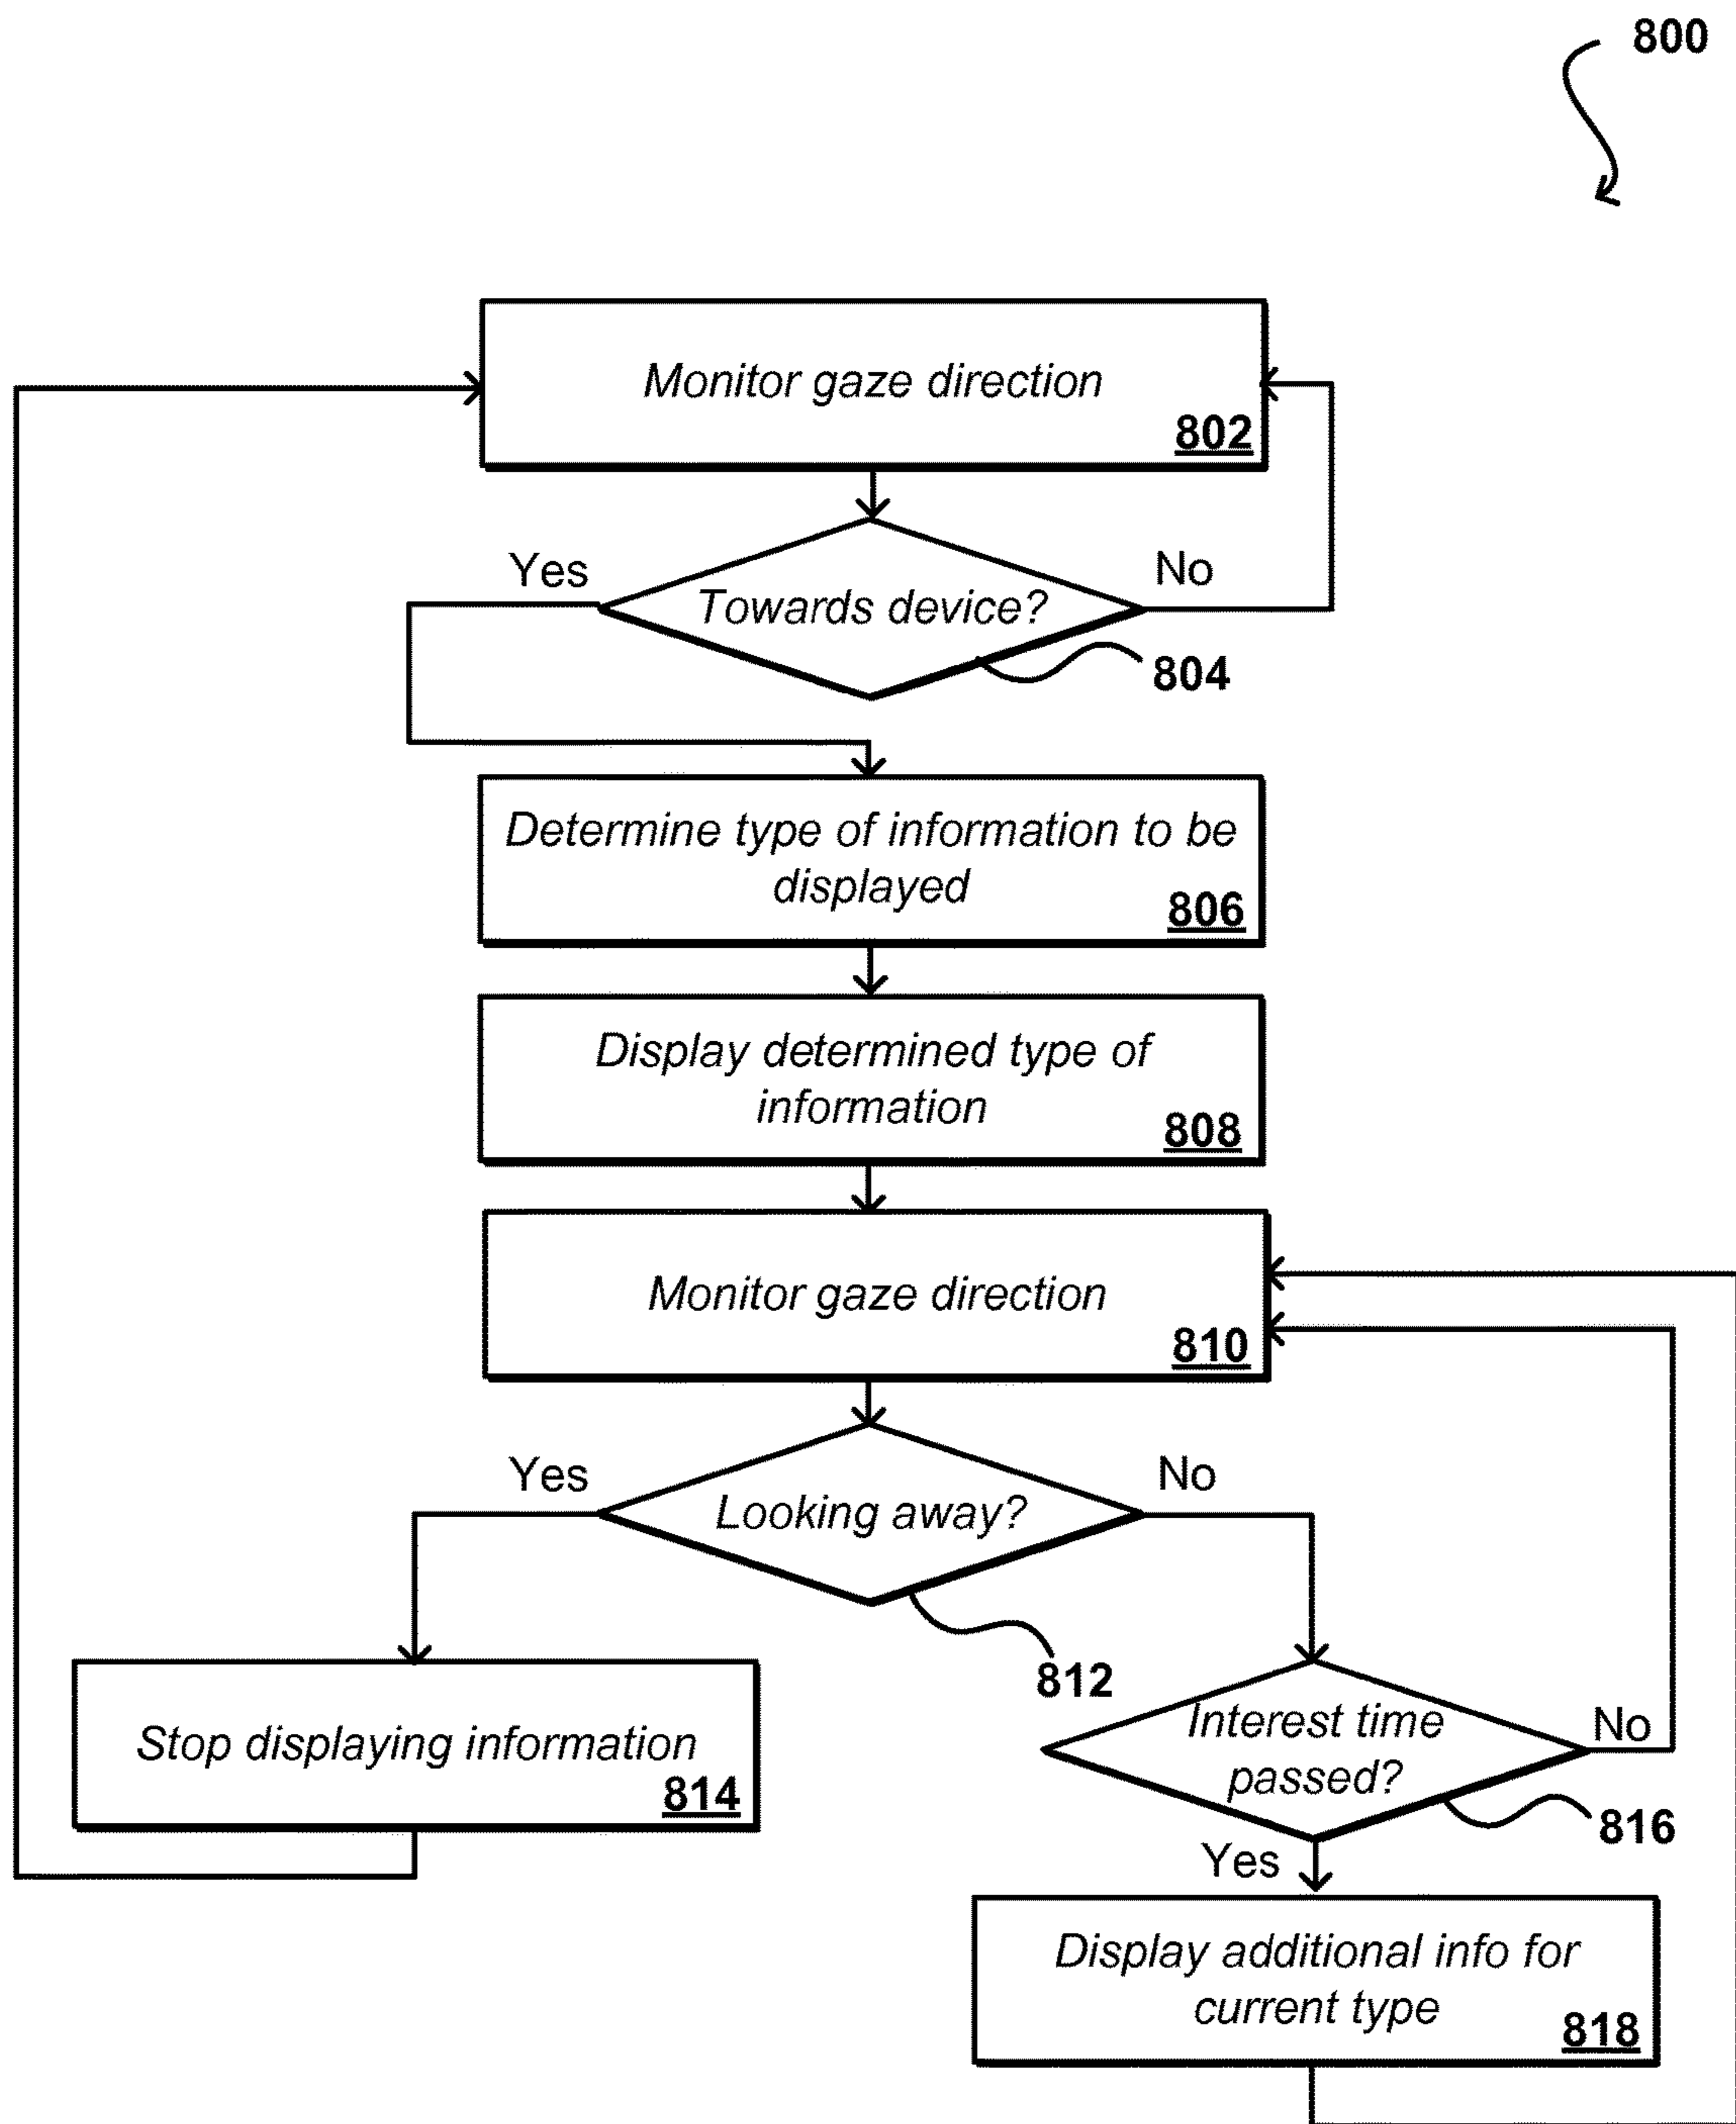 800
Monitor gaze direction
802
Yes
No
Towards device?
804
Determine type of information to be
displayed
806
Display determined type of
information
808
Monitor gaze direction
810
Yes
No
Looking away?
812
Stop displaying information
814
Interest time
passed?
No
816
Yes
Display additional info for
current type
818